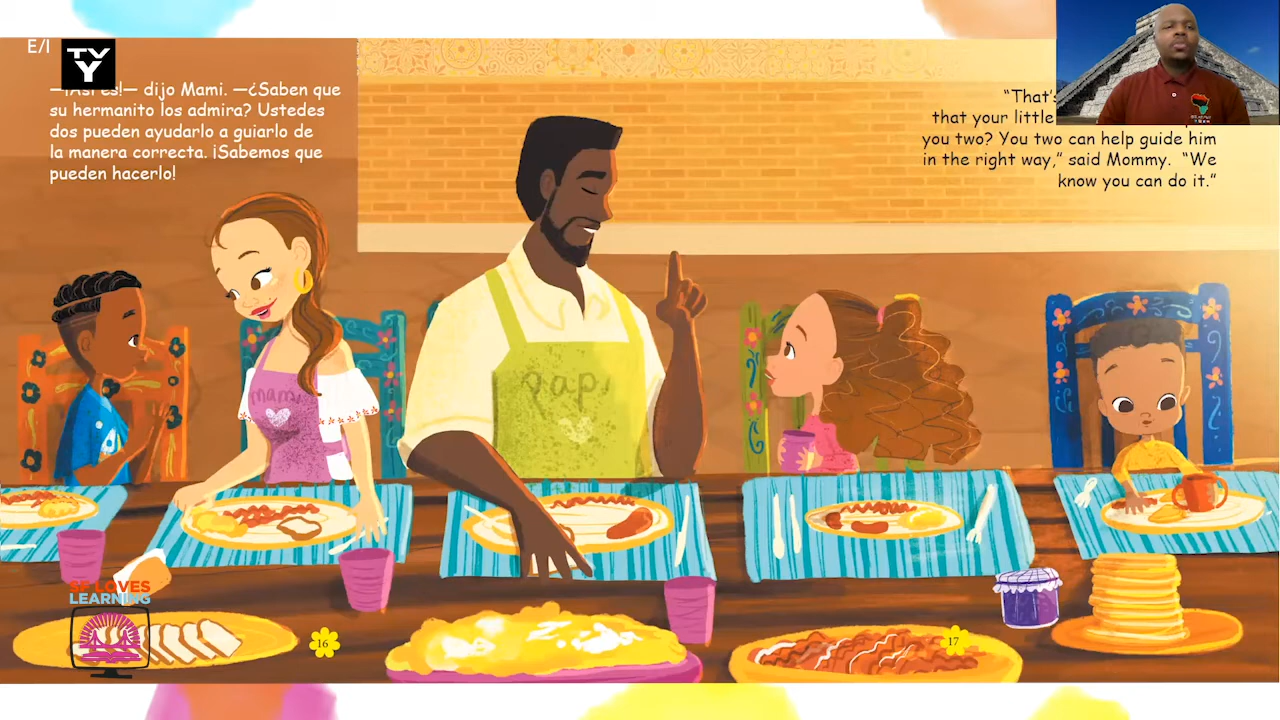 E/I
TV
Y
—¡Así es!— dijo Mami. —¿Saben que
su hermanito los admira? Ustedes
dos pueden ayudarlo a guiarlo de
la manera correcta. ¡Sabemos que
pueden hacerlo!
“That’s
that your little
you two? You two can help guide him
in the right way,” said Mommy. “We
know you can do it.”
mami
papi
SF LOVES
LEARNING
16
17